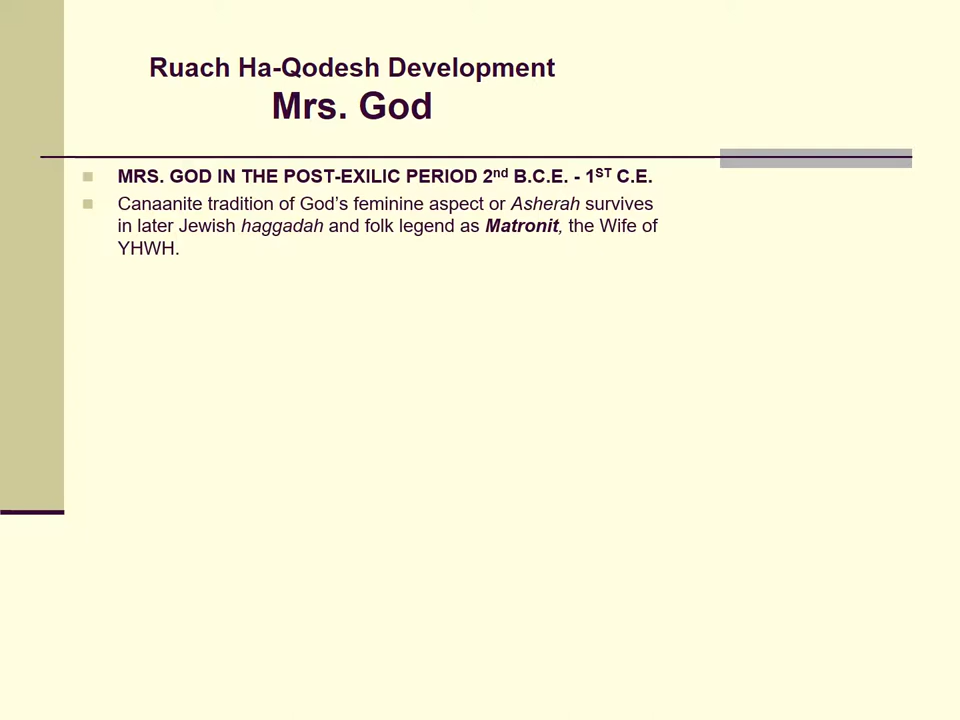 Ruach Ha-Qodesh Development
Mrs. God
MRS. GOD IN THE POST-EXILIC PERIOD 2nd B.C.E. - 1ST C.E.
Canaanite tradition of God’s feminine aspect or Asherah survives
in later Jewish haggadah and folk legend as Matronit, the Wife of
YHWH.